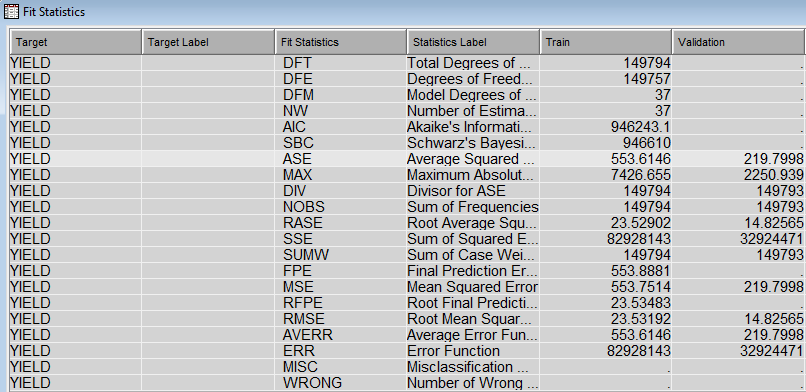 Fit Statistics
Target Target Label Fit Statistics Statistics Label Train Validation
YIELD DFT Total Degrees of ... 149794 .
YIELD DFE Degrees of Freed... 149757 .
YIELD DFM Model Degrees of ... 37 .
YIELD NW Number of Estima... 37 .
YIELD AIC Akaike's Informati... 946243.1 .
YIELD SBC Schwarz's Bayesi... 946610 .
YIELD ASE Average Squared ... 553.6146 219.7998
YIELD MAX Maximum Absolut... 7426.655 2250.939
YIELD DIV Divisor for ASE 149794 149793
YIELD NOBS Sum of Frequencies 149794 149793
YIELD RASE Root Average Squ... 23.52902 14.82565
YIELD SSE Sum of Squared E... 82928143 32924471
YIELD SUMW Sum of Case Wei... 149794 149793
YIELD FPE Final Prediction Er... 553.8881 .
YIELD MSE Mean Squared Error 553.7514 219.7998
YIELD RFPE Root Final Predicti... 23.53483 .
YIELD RMSE Root Mean Squar... 23.53192 14.82565
YIELD AVERR Average Error Fun... 553.6146 219.7998
YIELD ERR Error Function 82928143 32924471
YIELD MISC Misclassification ... . .
YIELD WRONG Number of Wrong ... . .